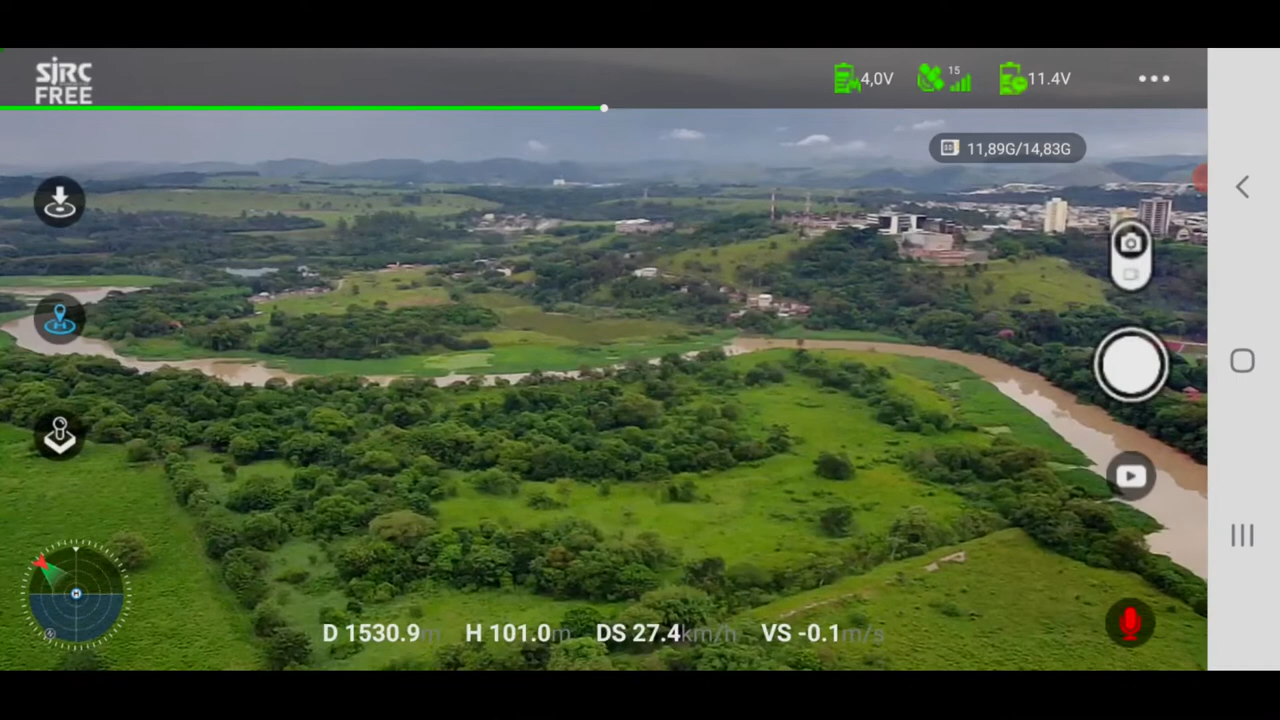 SJRC
FREE
4,0V
15
11.4V
11,89G/14,83G
H
D 1530.9m H 101.0m DS 27.4km/h VS -0.1m/s